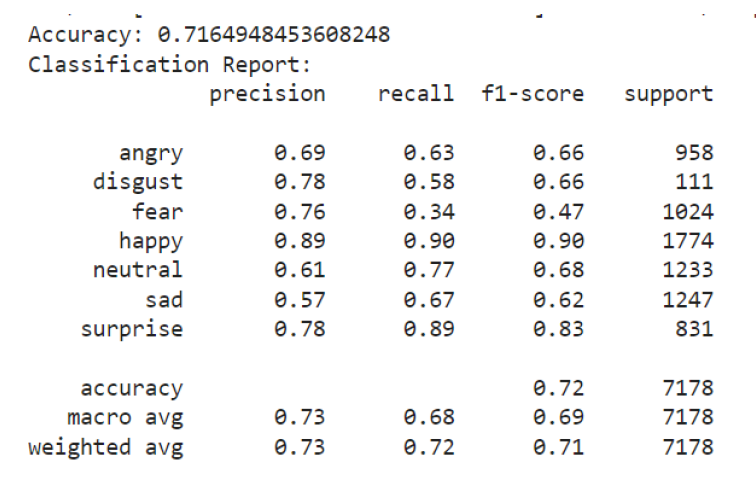 Accuracy: 0.7164948453608248
Classification Report:
precision recall f1-score support
angry 0.69 0.63 0.66 958
disgust 0.78 0.58 0.66 111
fear 0.76 0.34 0.47 1024
happy 0.89 0.90 0.90 1774
neutral 0.61 0.77 0.68 1233
sad 0.57 0.67 0.62 1247
surprise 0.78 0.89 0.83 831
accuracy 0.72 7178
macro avg 0.73 0.68 0.69 7178
weighted avg 0.73 0.72 0.71 7178